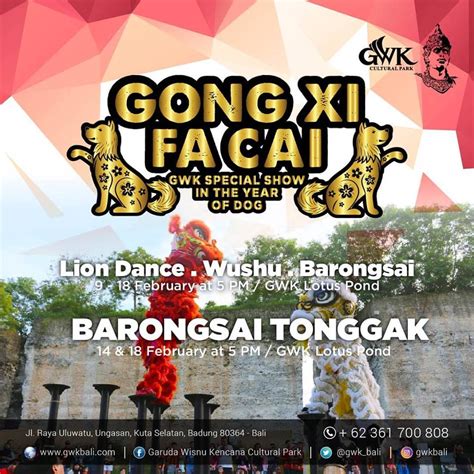 GWK
CULTURAL PARK
GONG XI
FA CAI
GWK SPECIAL SHOW
IN THE YEAR
OF DOG
Lion Dance . Wushu . Barongsai
9 - 18 February at 5 PM / GWK Lotus Pond
BARONGSAI TONGGAK
14 & 18 February at 5 PM / GWK Lotus Pond
Jl. Raya Uluwatu, Ungasan, Kuta Selatan, Badung 80364 - Bali
+ 62 361 700 808
www.gwkbali.com
Garuda Wisnu Kencana Cultural Park
@gwk_bali
@gwkbali